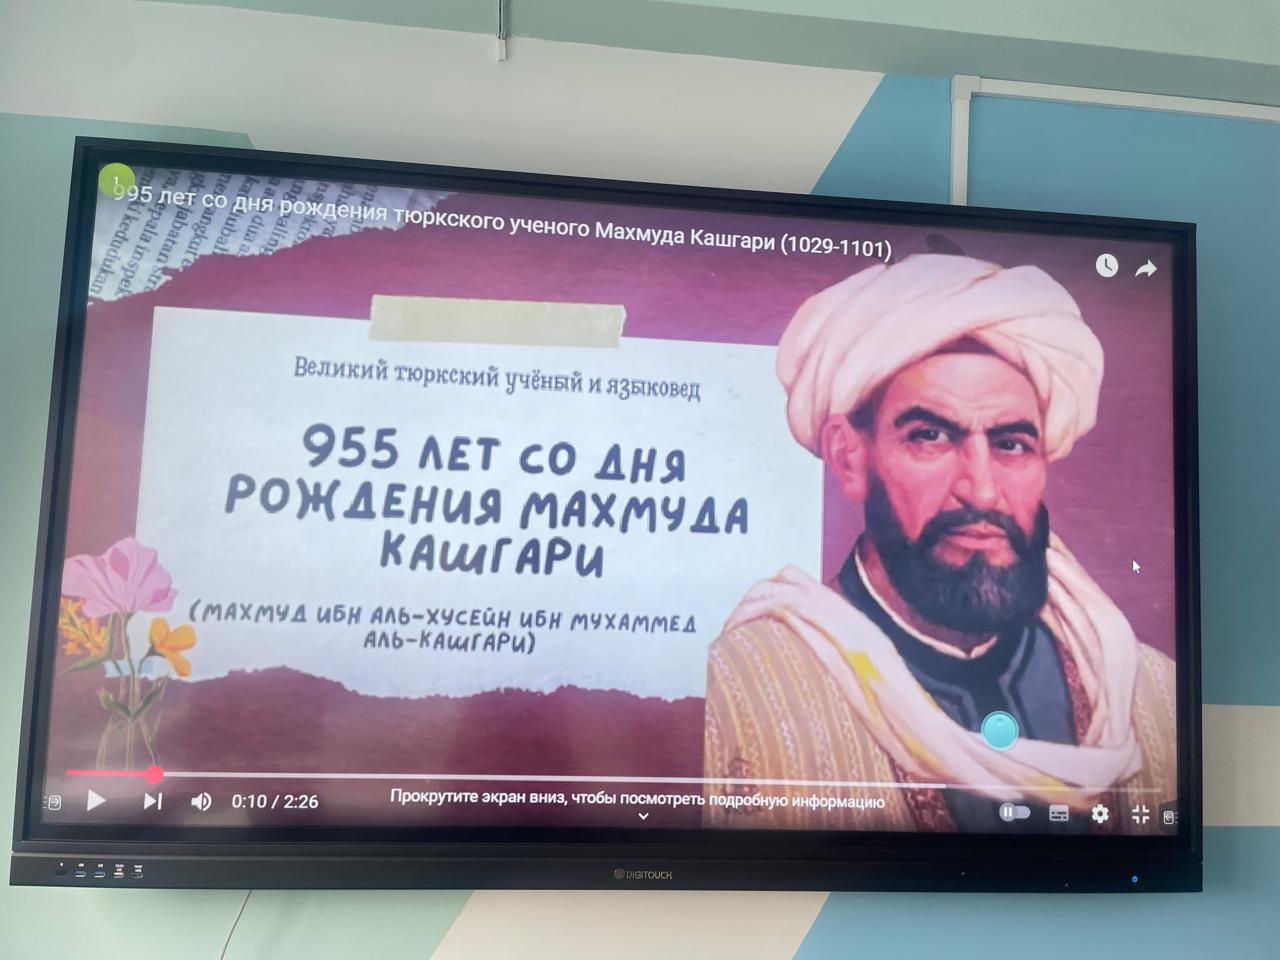 1
995 лет со дня рождения тюркского ученого Махмуда Кашгари (1029-1101)
Великий тюркский учёный и языковед
955 ЛЕТ СО ДНЯ
РОЖДЕНИЯ МАХМУДА
КАШГАРИ
(МАХМУД ИБН АЛЬ-ХУСЕЙН ИБН МУХАММЕД
АЛЬ-КАШГАРИ)
0:10 / 2:26
Прокрутите экран вниз, чтобы посмотреть подробную информацию
DIGITOUCH